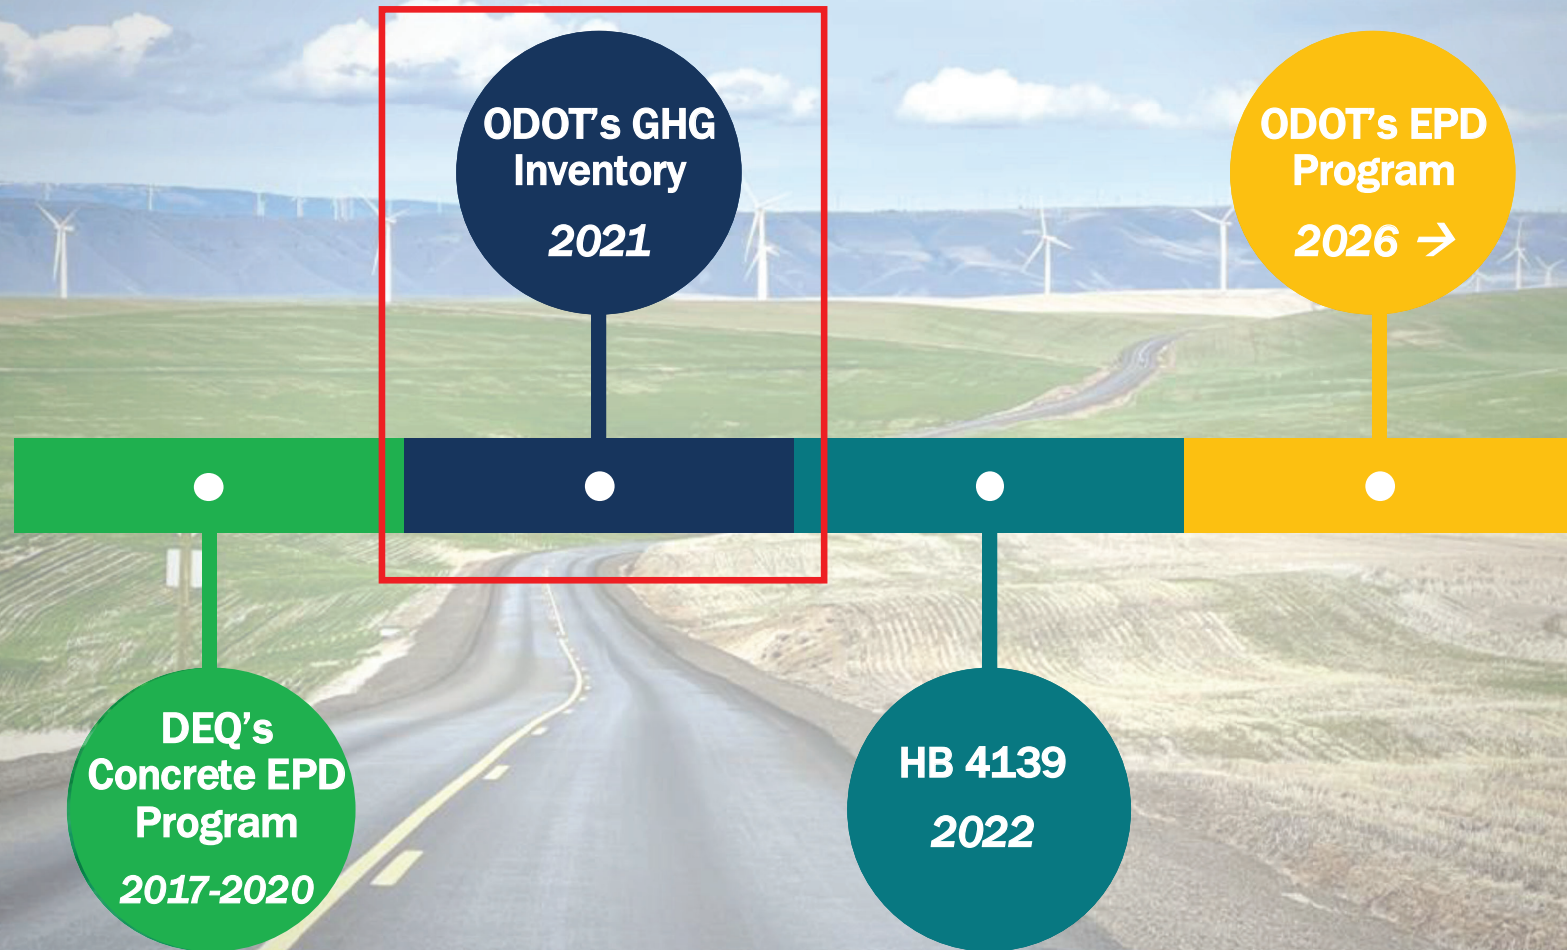 DEQ’s
Concrete EPD
Program
2017-2020
ODOT’s GHG
Inventory
2021
HB 4139
2022
ODOT’s EPD
Program
2026 →